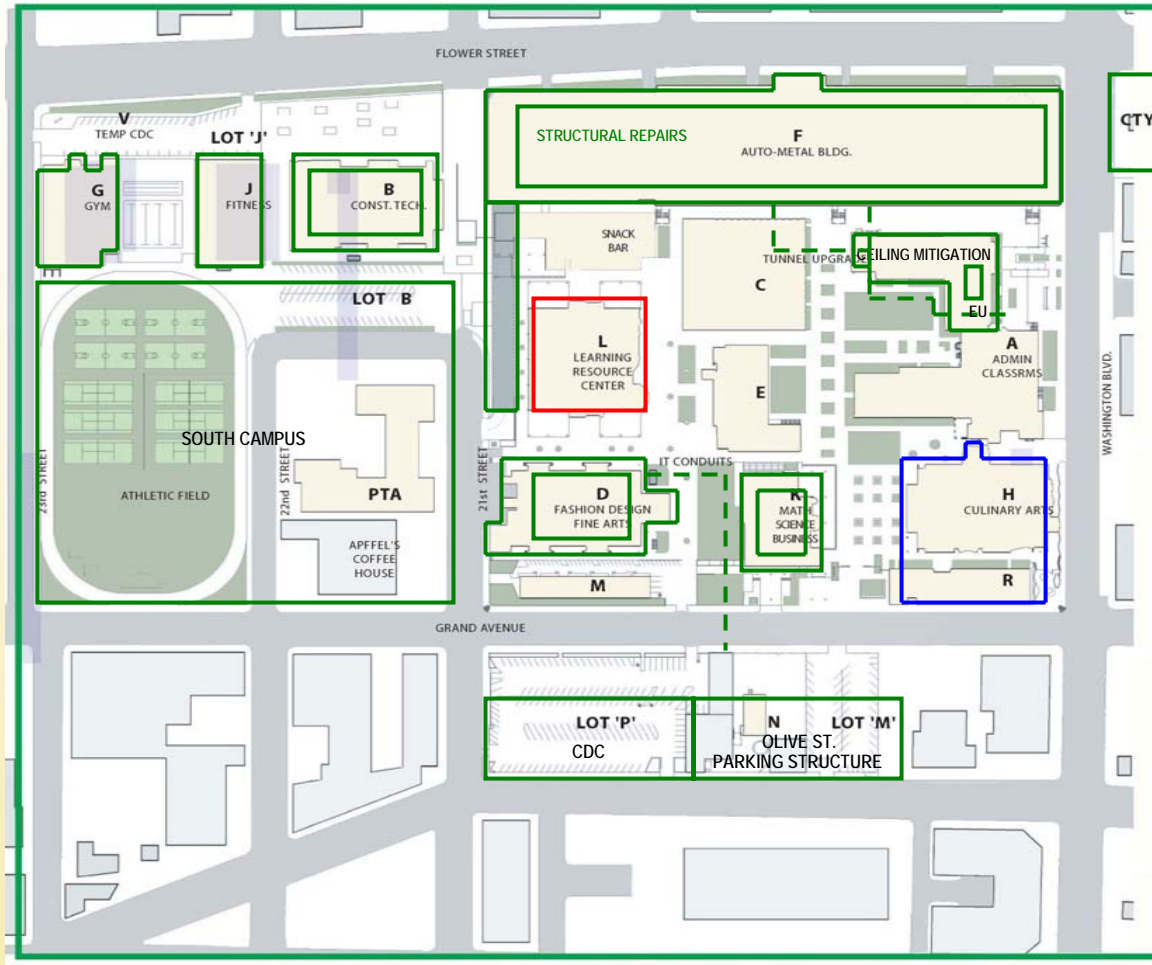 FLOWER STREET
V
TEMP CDC
LOT 'J'
G
GYM
J
FITNESS
B
CONST. TECH.
STRUCTURAL REPAIRS
F
AUTO-METAL BLDG.
CTY
SNACK
BAR
TUNNEL UPGRADE
CEILING MITIGATION
EU
C
LOT B
L
LEARNING
RESOURCE
CENTER
E
A
ADMIN
CLASSRMS
WASHINGTON BLVD.
SOUTH CAMPUS
ATHLETIC FIELD
23rd STREET
22nd STREET
21st STREET
PTA
APFFEL'S
COFFEE
HOUSE
IT CONDUITS
D
FASHION DESIGN
FINE ARTS
K
MATH
SCIENCE
BUSINESS
H
CULINARY ARTS
M
R
GRAND AVENUE
LOT 'P'
CDC
N
LOT 'M'
OLIVE ST.
PARKING STRUCTURE